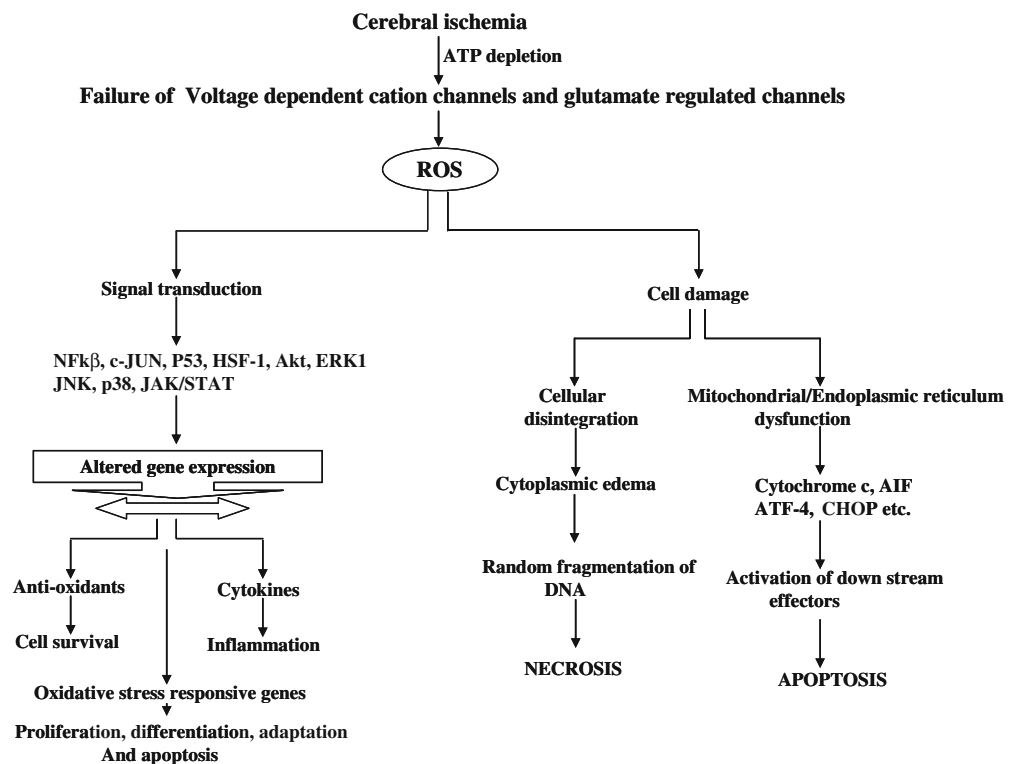 Cerebral ischemia
ATP depletion
Failure of Voltage dependent cation channels and glutamate regulated channels
ROS
Signal transduction
NFkβ, c-JUN, P53, HSF-1, Akt, ERK1
JNK, p38, JAK/STAT
Altered gene expression
Anti-oxidants
Cell survival
Cytokines
Inflammation
Oxidative stress responsive genes
Proliferation, differentiation, adaptation
And apoptosis
Cell damage
Cellular
disintegration
Cytoplasmic edema
Random fragmentation of
DNA
NECROSIS
Mitochondrial/Endoplasmic reticulum
dysfunction
Cytochrome c, AIF
ATF-4, CHOP etc.
Activation of down stream
effectors
APOPTOSIS